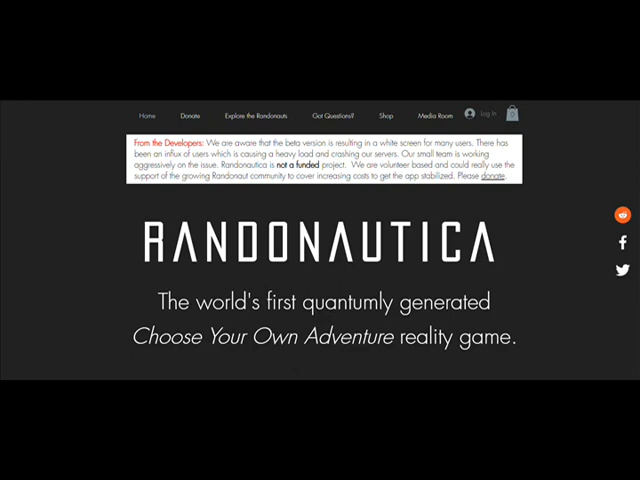 Home Donate Explore the Randonauts Got Questions? Shop Media Room Log In 0
From the Developers: We are aware that the beta version is resulting in a white screen for many users. There has
been an influx of users which is causing a heavy load and crashing our servers. Our small team is working
aggressively on the issue. Randonautica is not a funded project. We are volunteer based and could really use the
support of the growing Randonaut community to cover increasing costs to get the app stabilized. Please donate.
RANDONAUTICA
The world's first quantumly generated
Choose Your Own Adventure reality game.